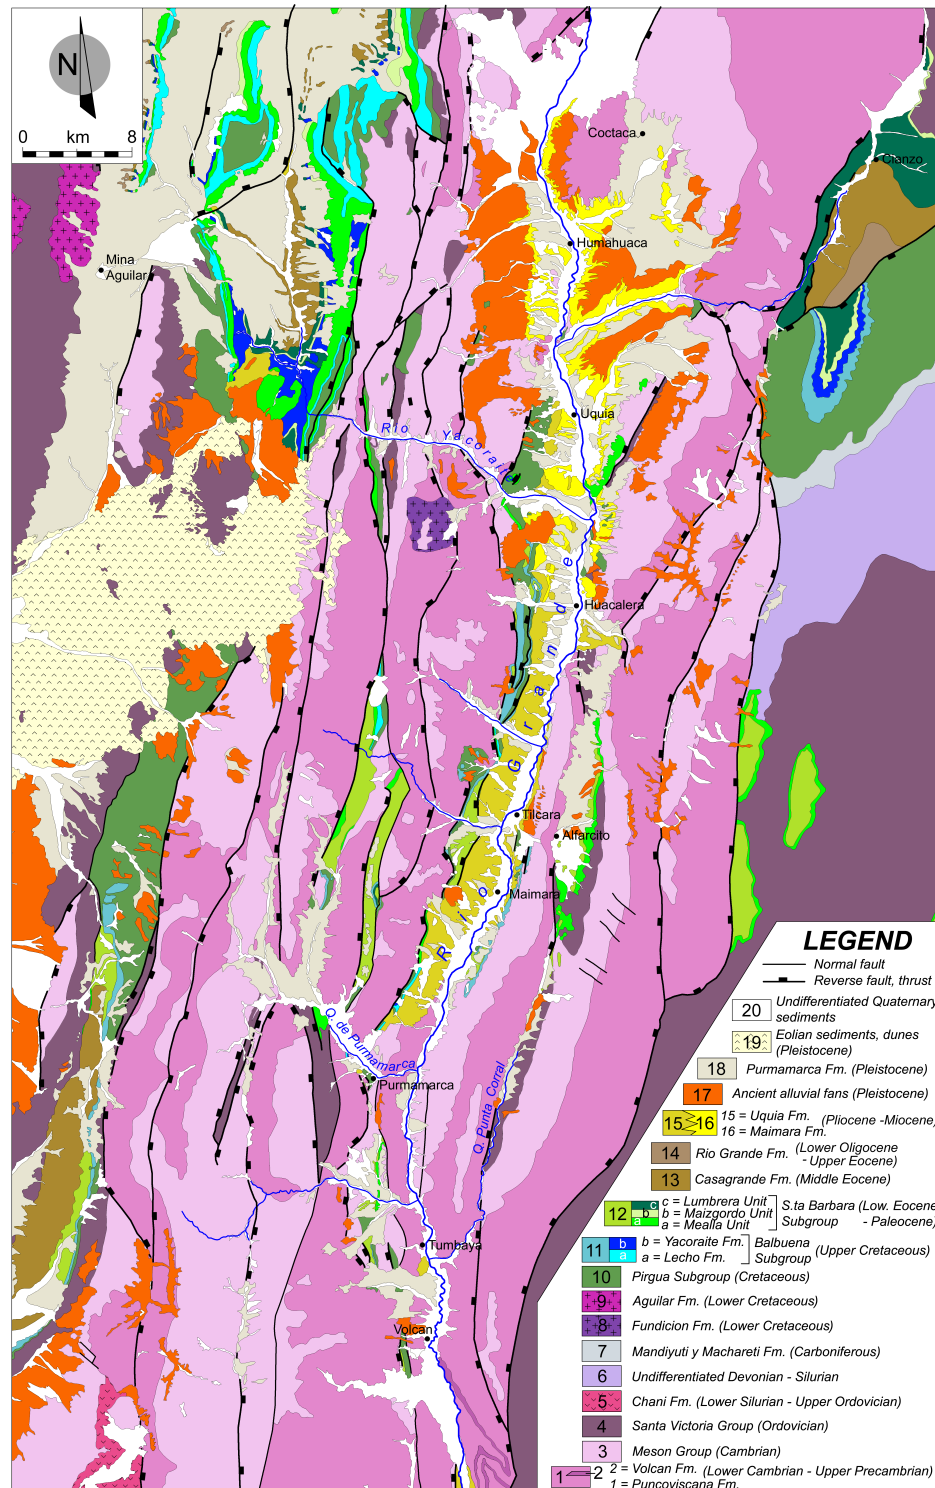 N
0 km 8
Coctaca
Cianzo
Humahuaca
Mina
Aguilar
Uquia
Río Yacoraite
Huacalera
Río Grande
Tilcara
Alfarcito
Maimara
Q. de Purmamarca
Purmamarca
Q. Punta Corral
Tumbaya
Volcan
LEGEND
Normal fault
Reverse fault, thrust
20 Undifferentiated Quaternary
sediments
19 Eolian sediments, dunes
(Pleistocene)
18 Purmamarca Fm. (Pleistocene)
17 Ancient alluvial fans (Pleistocene)
15 16 15 = Uquia Fm. (Pliocene -Miocene)
16 = Maimara Fm.
14 Rio Grande Fm. (Lower Oligocene
- Upper Eocene)
13 Casagrande Fm. (Middle Eocene)
12 c b a c = Lumbrera Unit
b = Maizgordo Unit
a = Mealla Unit
S.ta Barbara (Low. Eocene
Subgroup - Paleocene)
11 b a b = Yacoraite Fm.
a = Lecho Fm.
Balbuena
Subgroup (Upper Cretaceous)
10 Pirgua Subgroup (Cretaceous)
9 Aguilar Fm. (Lower Cretaceous)
8 Fundicion Fm. (Lower Cretaceous)
7 Mandiyuti y Machareti Fm. (Carboniferous)
6 Undifferentiated Devonian - Silurian
5 Chani Fm. (Lower Silurian - Upper Ordovician)
4 Santa Victoria Group (Ordovician)
3 Meson Group (Cambrian)
1 2 2 = Volcan Fm. (Lower Cambrian - Upper Precambrian)
1 = Puncoviscana Fm.